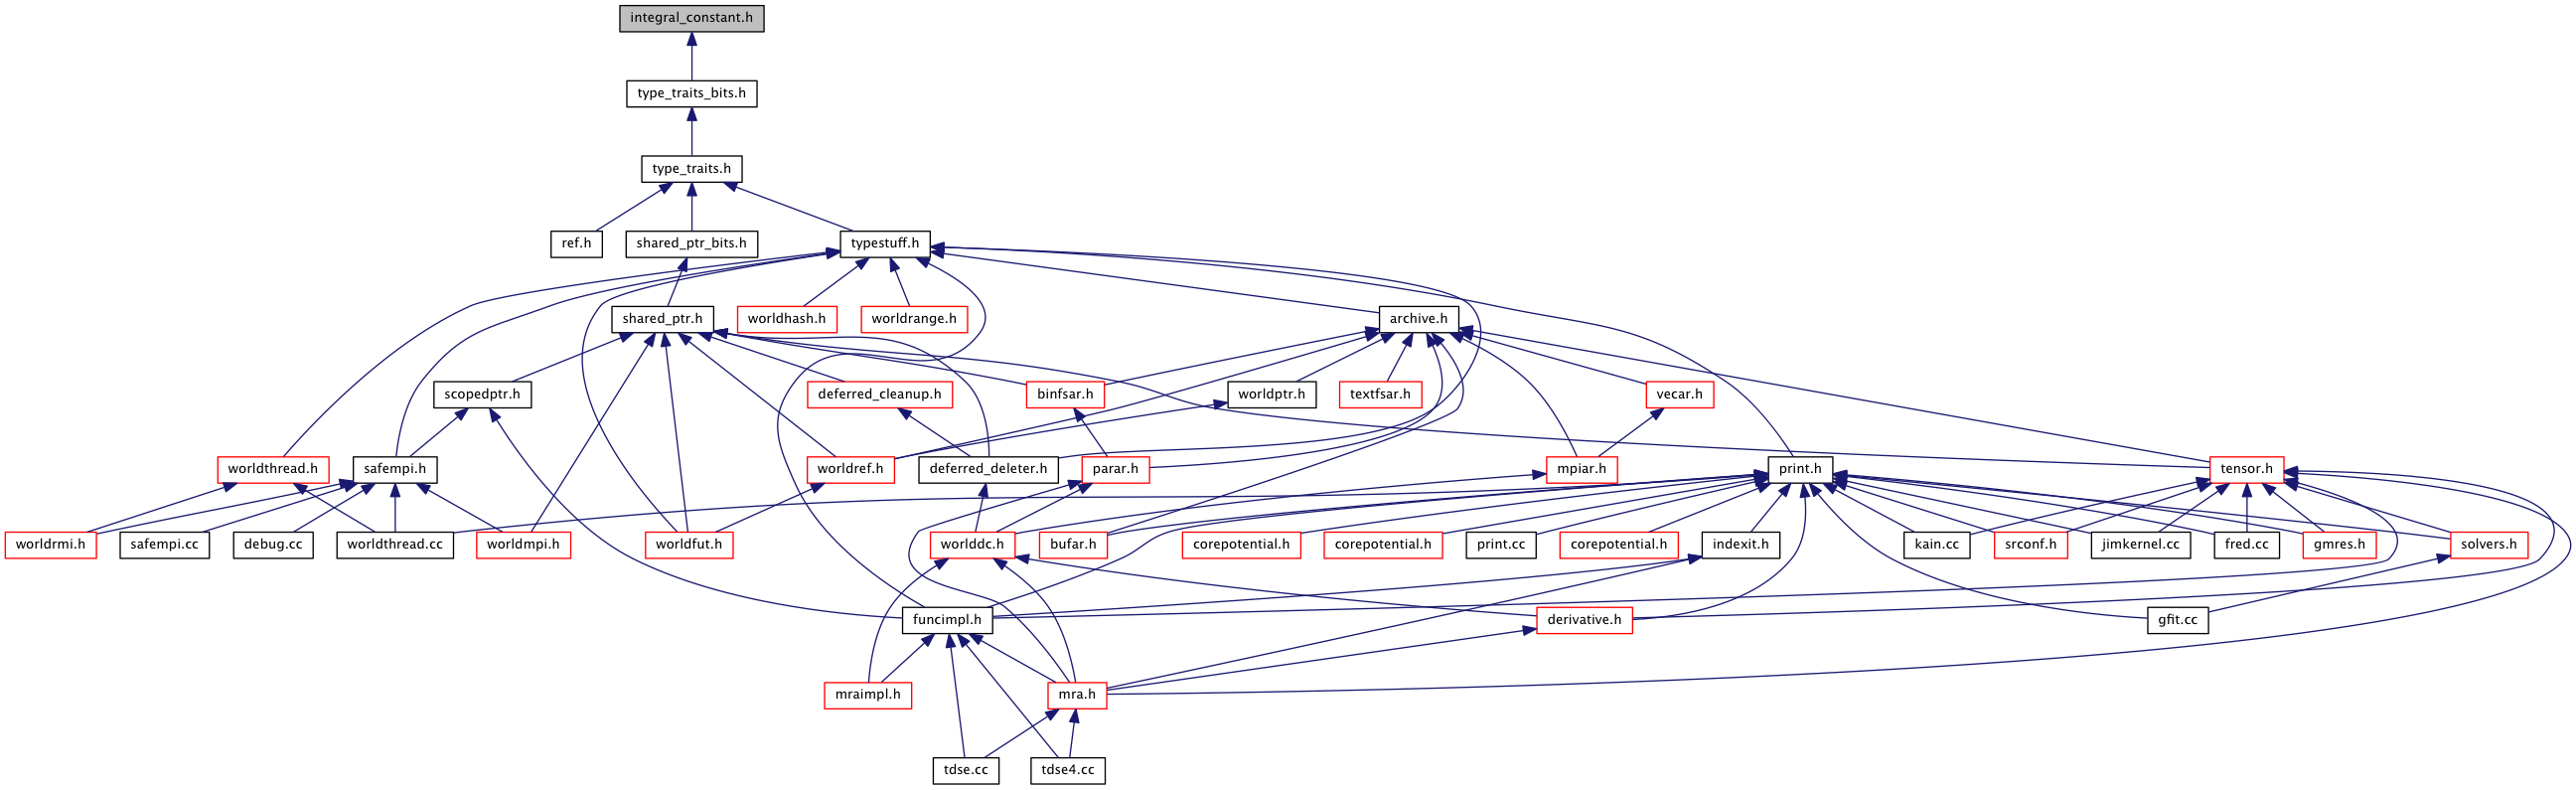 integral_constant.h
type_traits_bits.h
type_traits.h
ref.h
shared_ptr_bits.h
typestuff.h
shared_ptr.h
worldhash.h
worldrange.h
archive.h
scopedptr.h
deferred_cleanup.h
binfsar.h
worldptr.h
textfsar.h
vecar.h
worldthread.h
safempi.h
worldref.h
deferred_deleter.h
parar.h
mpiar.h
print.h
tensor.h
worldrmi.h
safempi.cc
debug.cc
worldthread.cc
worldmpi.h
worldfut.h
worlddc.h
bufar.h
corepotential.h
corepotential.h
print.cc
corepotential.h
indexit.h
kain.cc
srconf.h
jimkernel.cc
fred.cc
gmres.h
solvers.h
funcimpl.h
derivative.h
gfit.cc
mraimpl.h
mra.h
tdse.cc
tdse4.cc